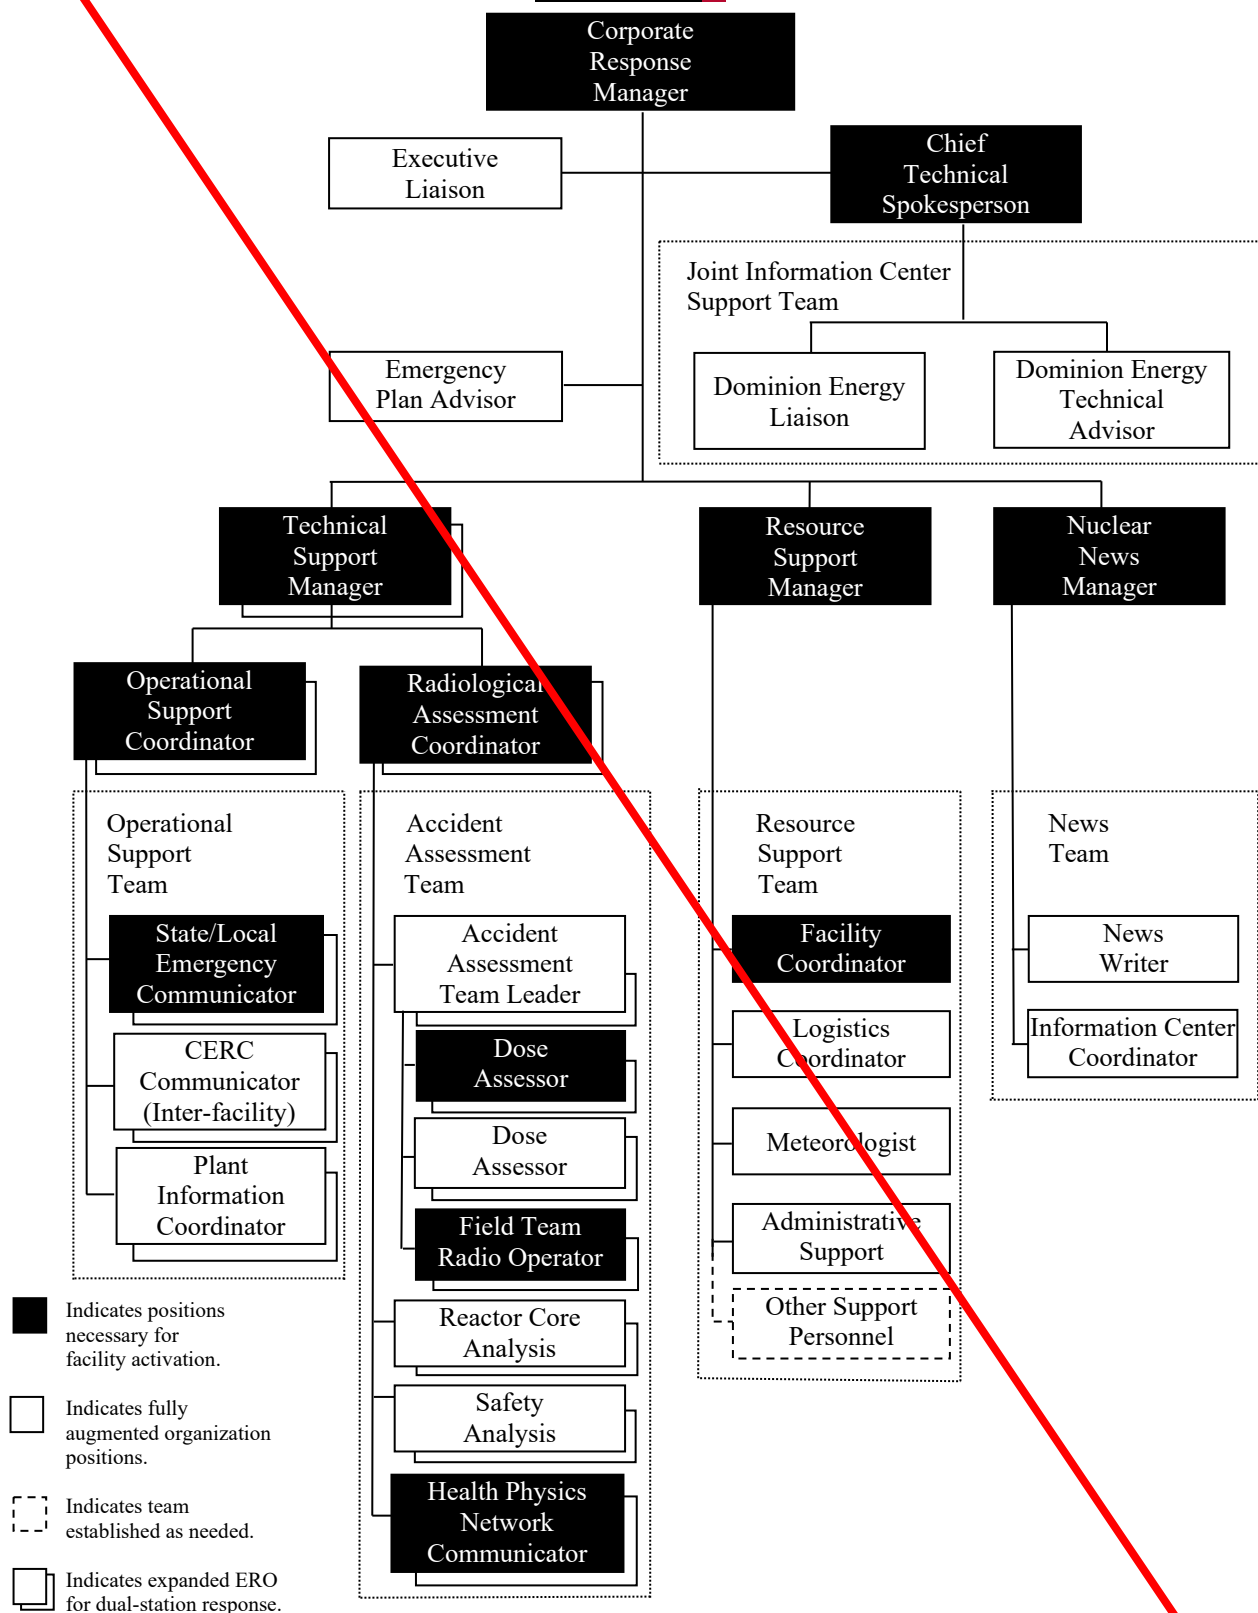 Corporate
Response
Manager
Executive
Liaison
Chief
Technical
Spokesperson
Joint Information Center
Support Team
Emergency
Plan Advisor
Dominion Energy
Liaison
Dominion Energy
Technical
Advisor
Technical
Support
Manager
Resource
Support
Manager
Nuclear
News
Manager
Operational
Support
Coordinator
Radiological
Assessment
Coordinator
Operational
Support
Team
State/Local
Emergency
Communicator
CERC
Communicator
(Inter-facility)
Plant
Information
Coordinator
Accident
Assessment
Team
Accident
Assessment
Team Leader
Dose
Assessor
Dose
Assessor
Field Team
Radio Operator
Reactor Core
Analysis
Safety
Analysis
Health Physics
Network
Communicator
Resource
Support
Team
Facility
Coordinator
Logistics
Coordinator
Meteorologist
Administrative
Support
Other Support
Personnel
News
Team
News
Writer
Information Center
Coordinator
Indicates positions
necessary for
facility activation.
Indicates fully
augmented organization
positions.
Indicates team
established as needed.
Indicates expanded ERO
for dual-station response.